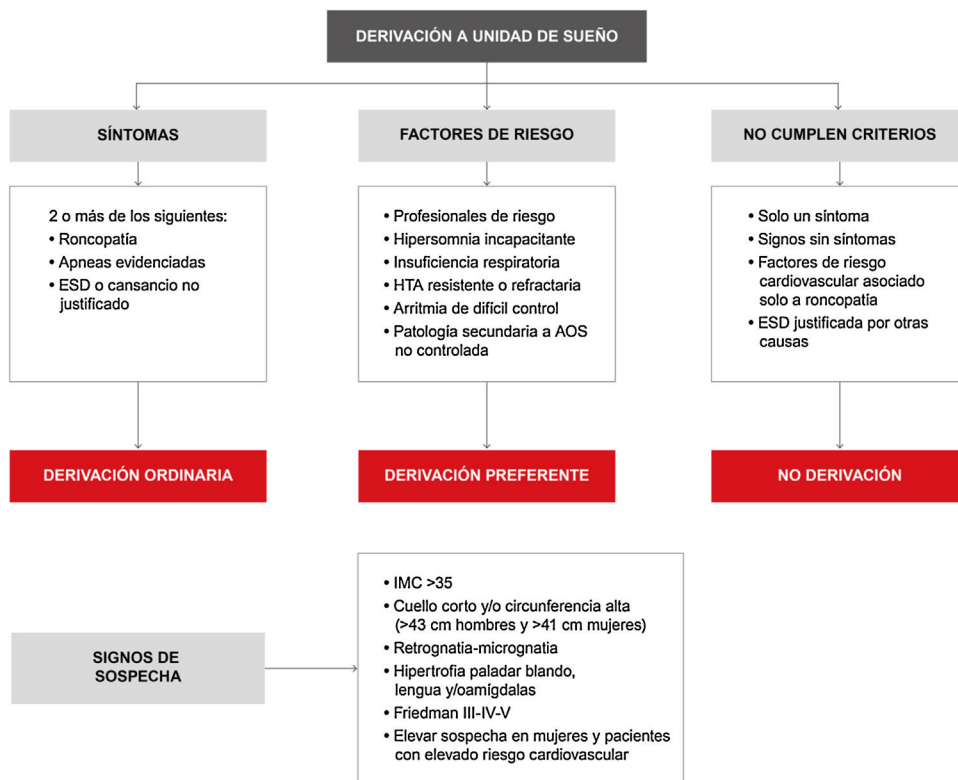 DERIVACIÓN A UNIDAD DE SUEÑO
SÍNTOMAS
2 o más de los siguientes:
• Roncopatía
• Apneas evidenciadas
• ESD o cansancio no
justificado
DERIVACIÓN ORDINARIA
FACTORES DE RIESGO
• Profesionales de riesgo
• Hipersomnia incapacitante
• Insuficiencia respiratoria
• HTA resistente o refractaria
• Arritmia de difícil control
• Patología secundaria a AOS
no controlada
DERIVACIÓN PREFERENTE
NO CUMPLEN CRITERIOS
• Solo un síntoma
• Signos sin síntomas
• Factores de riesgo
cardiovascular asociado
solo a roncopatía
• ESD justificada por otras
causas
NO DERIVACIÓN
SIGNOS DE
SOSPECHA
• IMC >35
• Cuello corto y/o circunferencia alta
(>43 cm hombres y >41 cm mujeres)
• Retrognatia-micrognatia
• Hipertrofia paladar blando,
lengua y/oamígdalas
• Friedman III-IV-V
• Elevar sospecha en mujeres y pacientes
con elevado riesgo cardiovascular